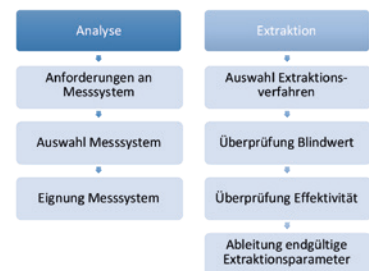 Analyse
Anforderungen an
Messsystem
Auswahl Messsystem
Eignung Messsystem
Extraktion
Auswahl Extraktions-
verfahren
Überprüfung Blindwert
Überprüfung Effektivität
Ableitung endgültige
Extraktionsparameter